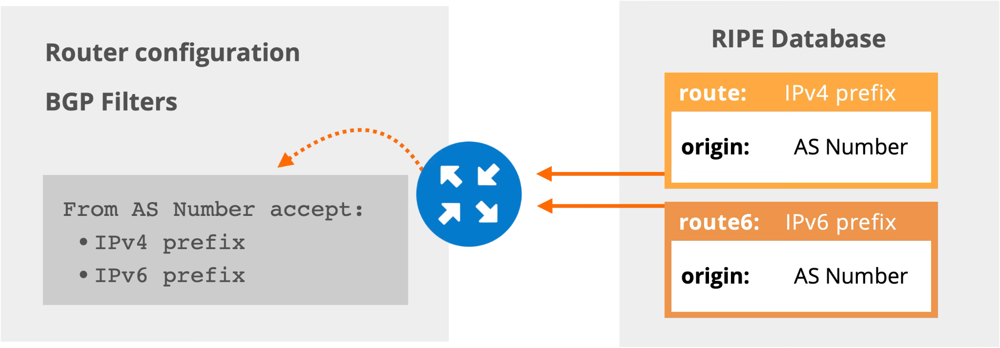 Router configuration
BGP Filters
From AS Number accept:
• IPv4 prefix
• IPv6 prefix
RIPE Database
route: IPv4 prefix
origin: AS Number
route6: IPv6 prefix
origin: AS Number